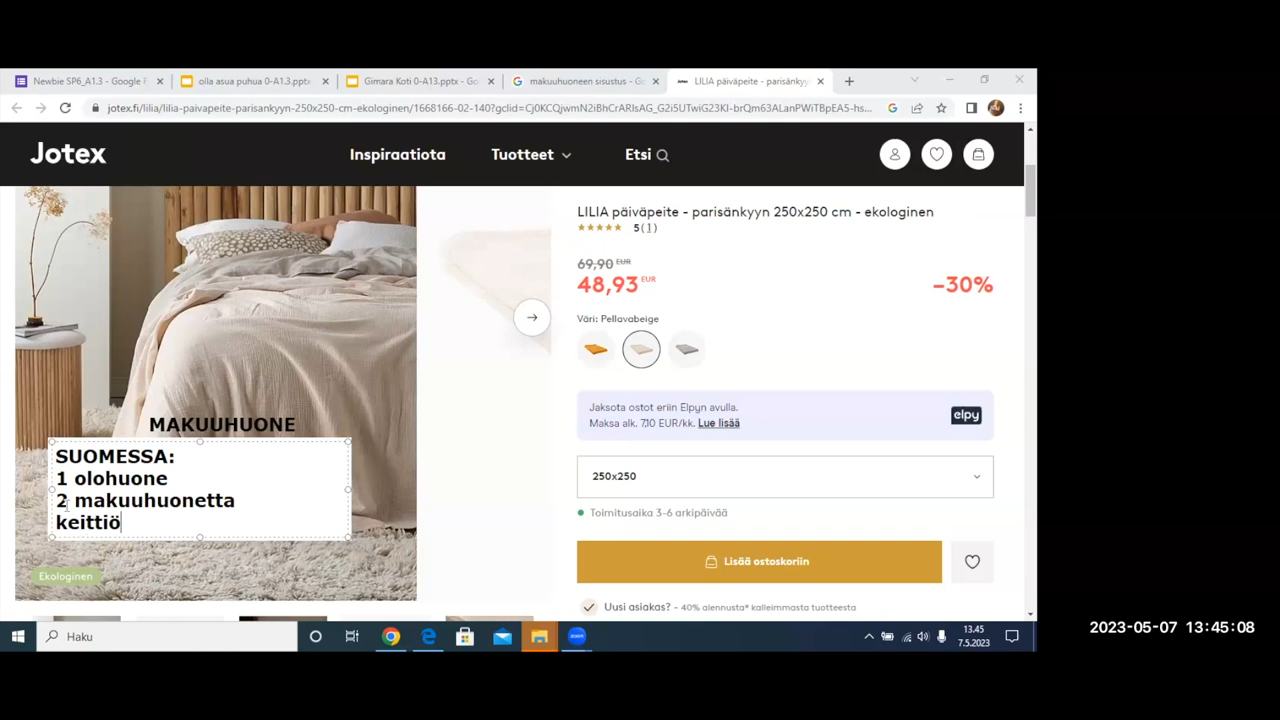 Newbie SP6_A1.3 - Google F
olla asua puhua 0-A1.3.pptx
Gimara Koti 0-A13.pptx - Go
makuuhuoneen sisustus - Go
LILIA päiväpeite - parisänkyy
jotex.fi/lilia/lilia-paivapeite-parisankyyn-250x250-cm-ekologinen/1668166-02-140?gclid=Cj0KCQjwmN2iBhCrARIsAG_G2i5UTwiG23KI-brQm63ALanPWiTBpEA5-hs...
Jotex
Inspiraatiota
Tuotteet
Etsi
LILIA päiväpeite - parisänkyyn 250x250 cm - ekologinen
5(1)
69,90 EUR
48,93 EUR
-30%
Väri: Pellavabeige
Jaksota ostot eriin Elpyn avulla.
Maksa alk. 7,10 EUR/kk. Lue lisää
elpy
MAKUUHUONE
SUOMESSA:
1 olohuone
2 makuuhuonetta
keittiö
250x250
Toimitusaika 3-6 arkipäivää
Lisää ostoskoriin
Ekologinen
Uusi asiakas? - 40% alennusta* kalleimmasta tuotteesta
Haku
zoom
13.45
7.5.2023
2023-05-07 13:45:08